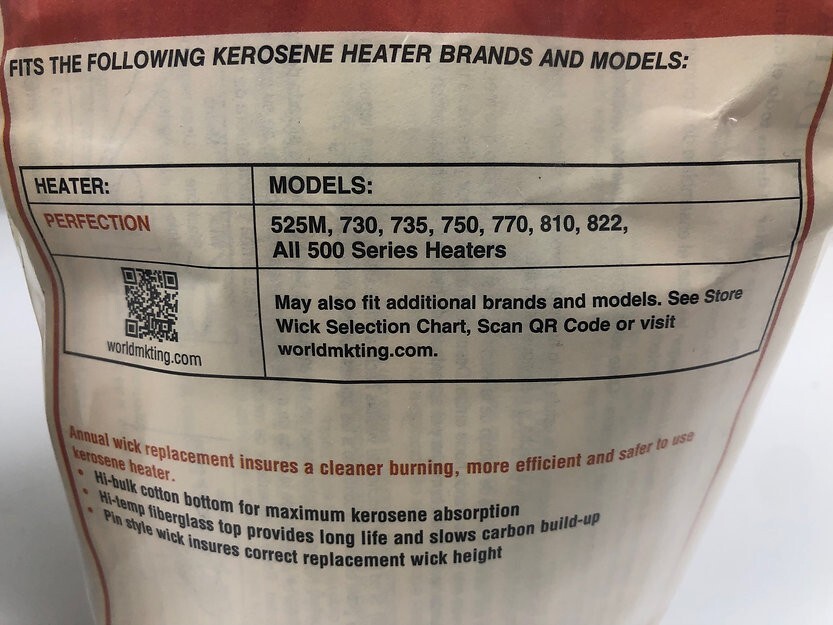 FITS THE FOLLOWING KEROSENE HEATER BRANDS AND MODELS:
HEATER:
MODELS:
PERFECTION
525M, 730, 735, 750, 770, 810, 822,
All 500 Series Heaters
worldmkting.com
May also fit additional brands and models. See Store
Wick Selection Chart, Scan QR Code or visit
worldmkting.com.
Annual wick replacement insures a cleaner burning, more efficient and safer to use
kerosene heater.
• Hi-bulk cotton bottom for maximum kerosene absorption
• Hi-temp fiberglass top provides long life and slows carbon build-up
• Pin style wick insures correct replacement wick height